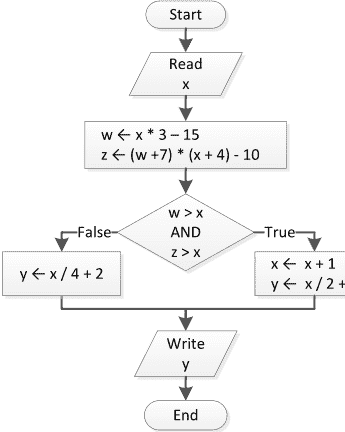 Start
Read
x
w ← x * 3 – 15
z ← (w +7) * (x + 4) - 10
w > x
AND
z > x
False
True
y ← x / 4 + 2
x ← x + 1
y ← x / 2 +
Write
y
End